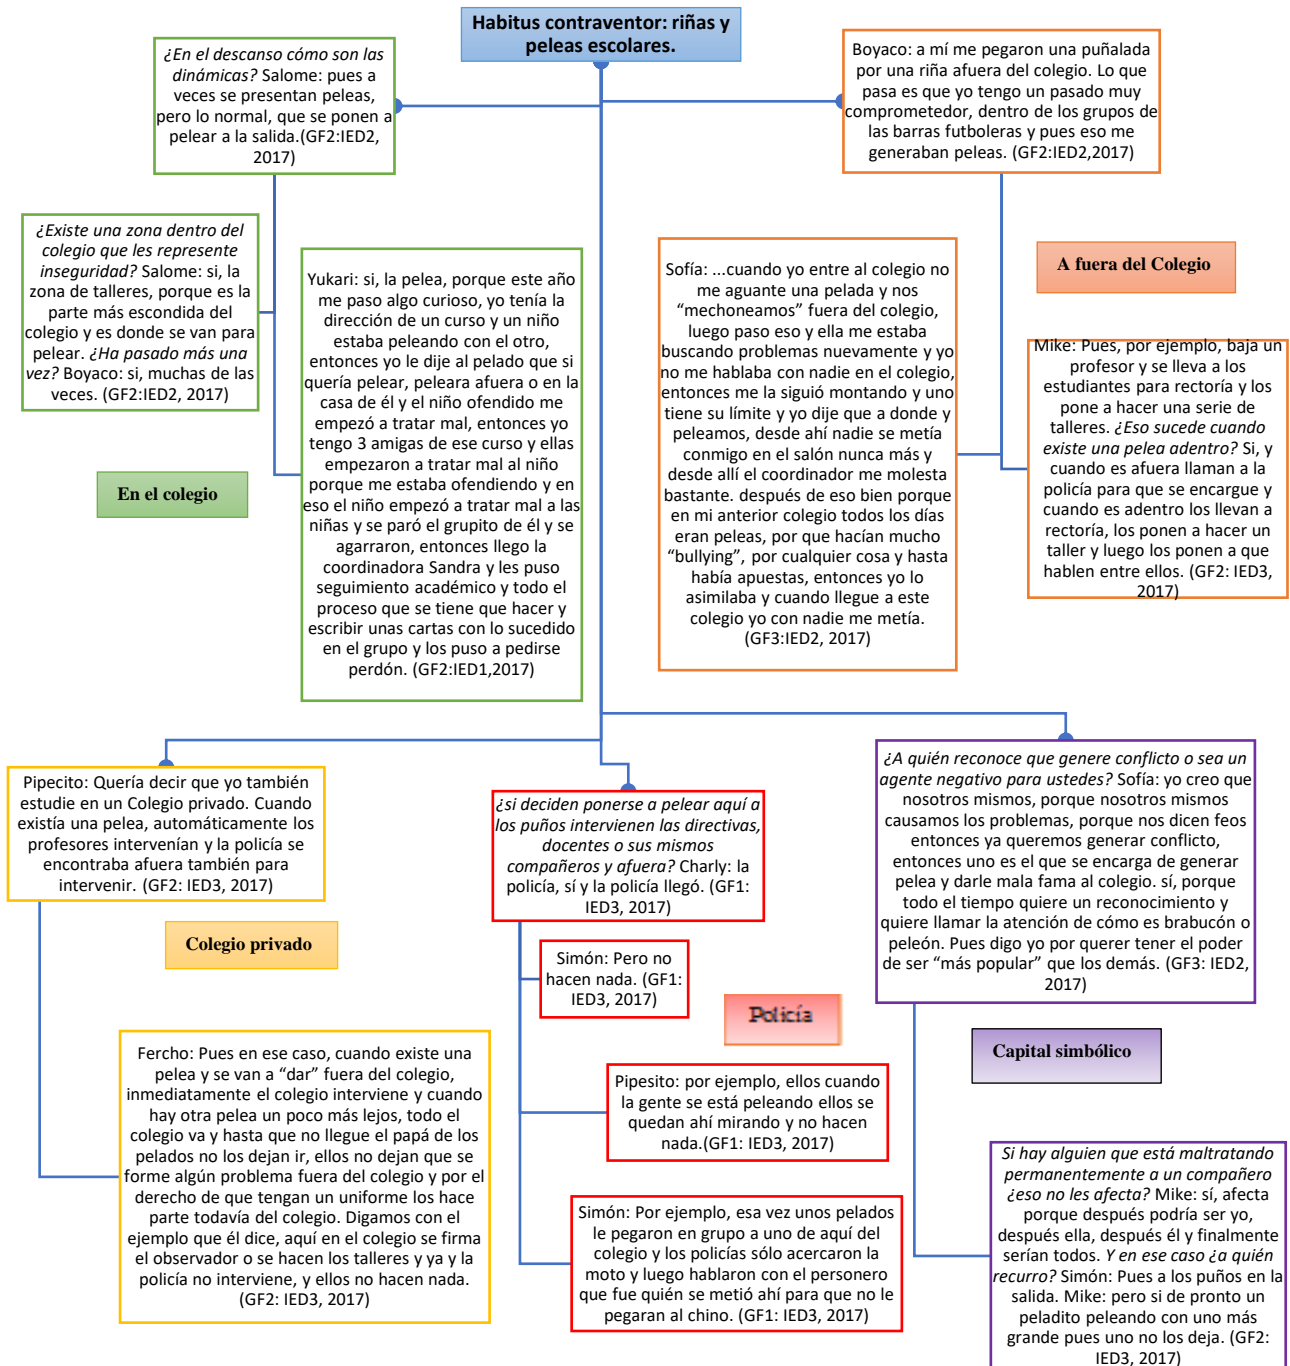 Habitus contraventor: riñas y
peleas escolares.
¿En el descanso cómo son las
dinámicas? Salome: pues a
veces se presentan peleas,
pero lo normal, que se ponen a
pelear a la salida.(GF2:IED2,
2017)
Boyaco: a mí me pegaron una puñalada
por una riña afuera del colegio. Lo que
pasa es que yo tengo un pasado muy
comprometedor, dentro de los grupos de
las barras futboleras y pues eso me
generaban peleas. (GF2:IED2,2017)
¿Existe una zona dentro del
colegio que les represente
inseguridad? Salome: si, la
zona de talleres, porque es la
parte más escondida del
colegio y es donde se van para
pelear. ¿Ha pasado más una
vez? Boyaco: si, muchas de las
veces. (GF2:IED2, 2017)
Yukari: si, la pelea, porque este año
me paso algo curioso, yo tenía la
dirección de un curso y un niño
estaba peleando con el otro,
entonces yo le dije al pelado que si
quería pelear, peleara afuera o en la
casa de él y el niño ofendido me
empezó a tratar mal, entonces yo
tengo 3 amigas de ese curso y ellas
empezaron a tratar mal al niño
porque me estaba ofendiendo y en
eso el niño empezó a tratar mal a las
niñas y se paró el grupito de él y se
agarraron, entonces llego la
coordinadora Sandra y les puso
seguimiento académico y todo el
proceso que se tiene que hacer y
escribir unas cartas con lo sucedido
en el grupo y los puso a pedirse
perdón. (GF2:IED1,2017)
En el colegio
Sofía: ...cuando yo entre al colegio no
me aguante una pelada y nos
“mechoneamos” fuera del colegio,
luego paso eso y ella me estaba
buscando problemas nuevamente y yo
no me hablaba con nadie en el colegio,
entonces me la siguió montando y uno
tiene su límite y yo dije que a donde y
peleamos, desde ahí nadie se metía
conmigo en el salón nunca más y
desde allí el coordinador me molesta
bastante. después de eso bien porque
en mi anterior colegio todos los días
eran peleas, por que hacían mucho
“bullying”, por cualquier cosa y hasta
había apuestas, entonces yo lo
asimilaba y cuando llegue a este
colegio yo con nadie me metía.
(GF3:IED2, 2017)
A fuera del Colegio
Mike: Pues, por ejemplo, baja un
profesor y se lleva a los
estudiantes para rectoría y los
pone a hacer una serie de
talleres. ¿Eso sucede cuando
existe una pelea adentro? Si, y
cuando es afuera llaman a la
policía para que se encargue y
cuando es adentro los llevan a
rectoría, los ponen a hacer un
taller y luego los ponen a que
hablen entre ellos. (GF2: IED3,
2017)
Pipecito: Quería decir que yo también
estudie en un Colegio privado. Cuando
existía una pelea, automáticamente los
profesores intervenían y la policía se
encontraba afuera también para
intervenir. (GF2: IED3, 2017)
Colegio privado
Fercho: Pues en ese caso, cuando existe una
pelea y se van a “dar” fuera del colegio,
inmediatamente el colegio interviene y cuando
hay otra pelea un poco más lejos, todo el
colegio va y hasta que no llegue el papá de los
pelados no los dejan ir, ellos no dejan que se
forme algún problema fuera del colegio y por el
derecho de que tengan un uniforme los hace
parte todavía del colegio. Digamos con el
ejemplo que él dice, aquí en el colegio se firma
el observador o se hacen los talleres y ya y la
policía no interviene, y ellos no hacen nada.
(GF2: IED3, 2017)
¿si deciden ponerse a pelear aquí a
los puños intervienen las directivas,
docentes o sus mismos
compañeros y afuera? Charly: la
policía, sí y la policía llegó. (GF1:
IED3, 2017)
Simón: Pero no
hacen nada. (GF1:
IED3, 2017)
Policía
Pipesito: por ejemplo, ellos cuando
la gente se está peleando ellos se
quedan ahí mirando y no hacen
nada.(GF1: IED3, 2017)
Simón: Por ejemplo, esa vez unos pelados
le pegaron en grupo a uno de aquí del
colegio y los policías sólo acercaron la
moto y luego hablaron con el personero
que fue quién se metió ahí para que no le
pegaran al chino. (GF1: IED3, 2017)
¿A quién reconoce que genere conflicto o sea un
agente negativo para ustedes? Sofía: yo creo que
nosotros mismos, porque nosotros mismos
causamos los problemas, porque nos dicen feos
entonces ya queremos generar conflicto,
entonces uno es el que se encarga de generar
pelea y darle mala fama al colegio. sí, porque
todo el tiempo quiere un reconocimiento y
quiere llamar la atención de cómo es brabucón o
peleón. Pues digo yo por querer tener el poder
de ser “más popular” que los demás. (GF3: IED2,
2017)
Capital simbólico
Si hay alguien que está maltratando
permanentemente a un compañero
¿eso no les afecta? Mike: sí, afecta
porque después podría ser yo,
después ella, después él y finalmente
serían todos. Y en ese caso ¿a quién
recurro? Simón: Pues a los puños en la
salida. Mike: pero si de pronto un
peladito peleando con uno más
grande pues uno no los deja. (GF2:
IED3, 2017)